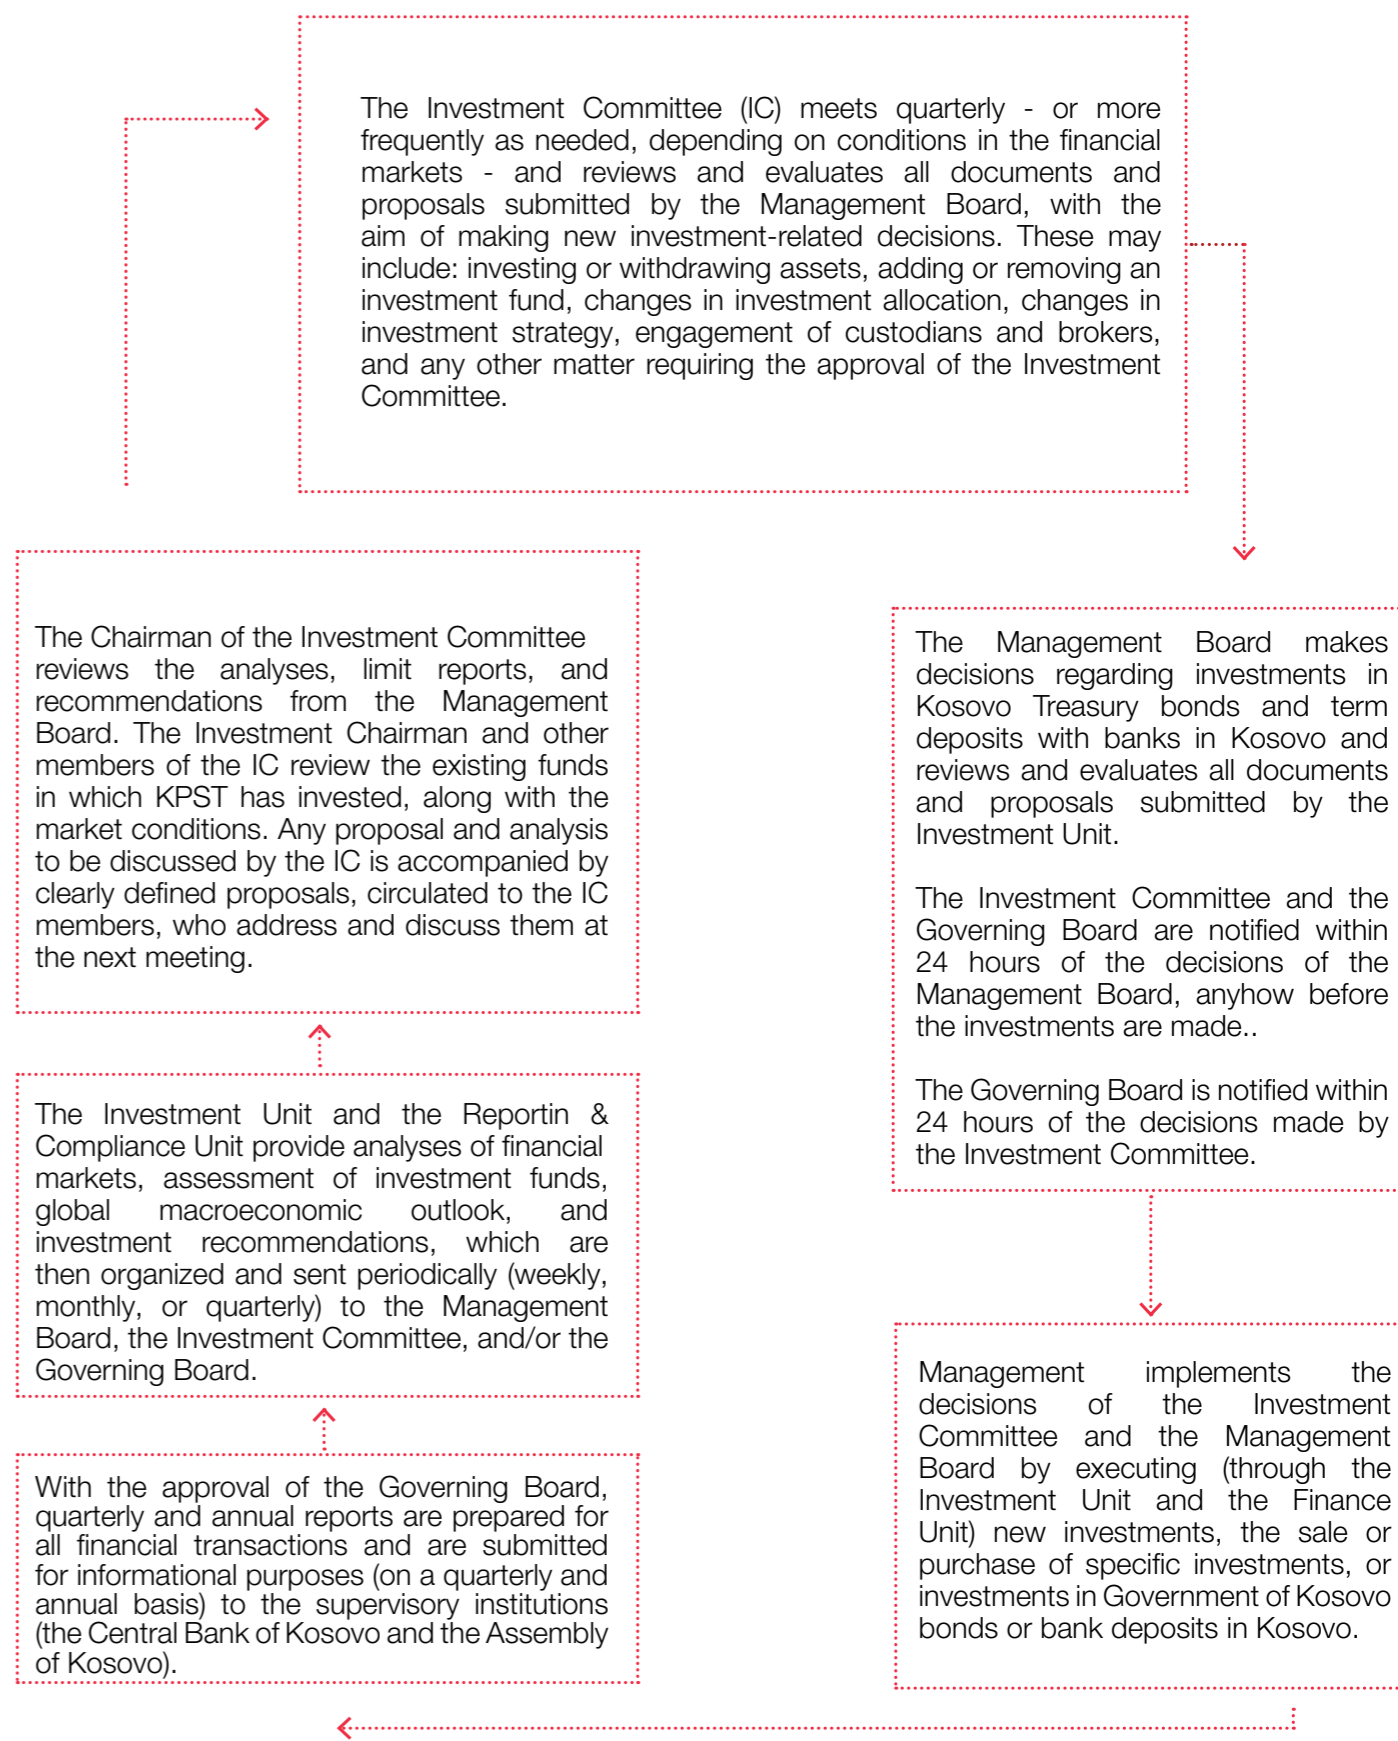 The Investment Committee (IC) meets quarterly - or more
frequently as needed, depending on conditions in the financial
markets - and reviews and evaluates all documents and
proposals submitted by the Management Board, with the
aim of making new investment-related decisions. These may
include: investing or withdrawing assets, adding or removing an
investment fund, changes in investment allocation, changes in
investment strategy, engagement of custodians and brokers,
and any other matter requiring the approval of the Investment
Committee.
The Chairman of the Investment Committee
reviews the analyses, limit reports, and
recommendations from the Management
Board. The Investment Chairman and other
members of the IC review the existing funds
in which KPST has invested, along with the
market conditions. Any proposal and analysis
to be discussed by the IC is accompanied by
clearly defined proposals, circulated to the IC
members, who address and discuss them at
the next meeting.
The Investment Unit and the Reportin &
Compliance Unit provide analyses of financial
markets, assessment of investment funds,
global macroeconomic outlook, and
investment recommendations, which are
then organized and sent periodically (weekly,
monthly, or quarterly) to the Management
Board, the Investment Committee, and/or the
Governing Board.
With the approval of the Governing Board,
quarterly and annual reports are prepared for
all financial transactions and are submitted
for informational purposes (on a quarterly and
annual basis) to the supervisory institutions
(the Central Bank of Kosovo and the Assembly
of Kosovo).
The Management Board makes
decisions regarding investments in
Kosovo Treasury bonds and term
deposits with banks in Kosovo and
reviews and evaluates all documents
and proposals submitted by the
Investment Unit.
The Investment Committee and the
Governing Board are notified within
24 hours of the decisions of the
Management Board, anyhow before
the investments are made..
The Governing Board is notified within
24 hours of the decisions made by
the Investment Committee.
Management implements the
decisions of the Investment
Committee and the Management
Board by executing (through the
Investment Unit and the Finance
Unit) new investments, the sale or
purchase of specific investments, or
investments in Government of Kosovo
bonds or bank deposits in Kosovo.